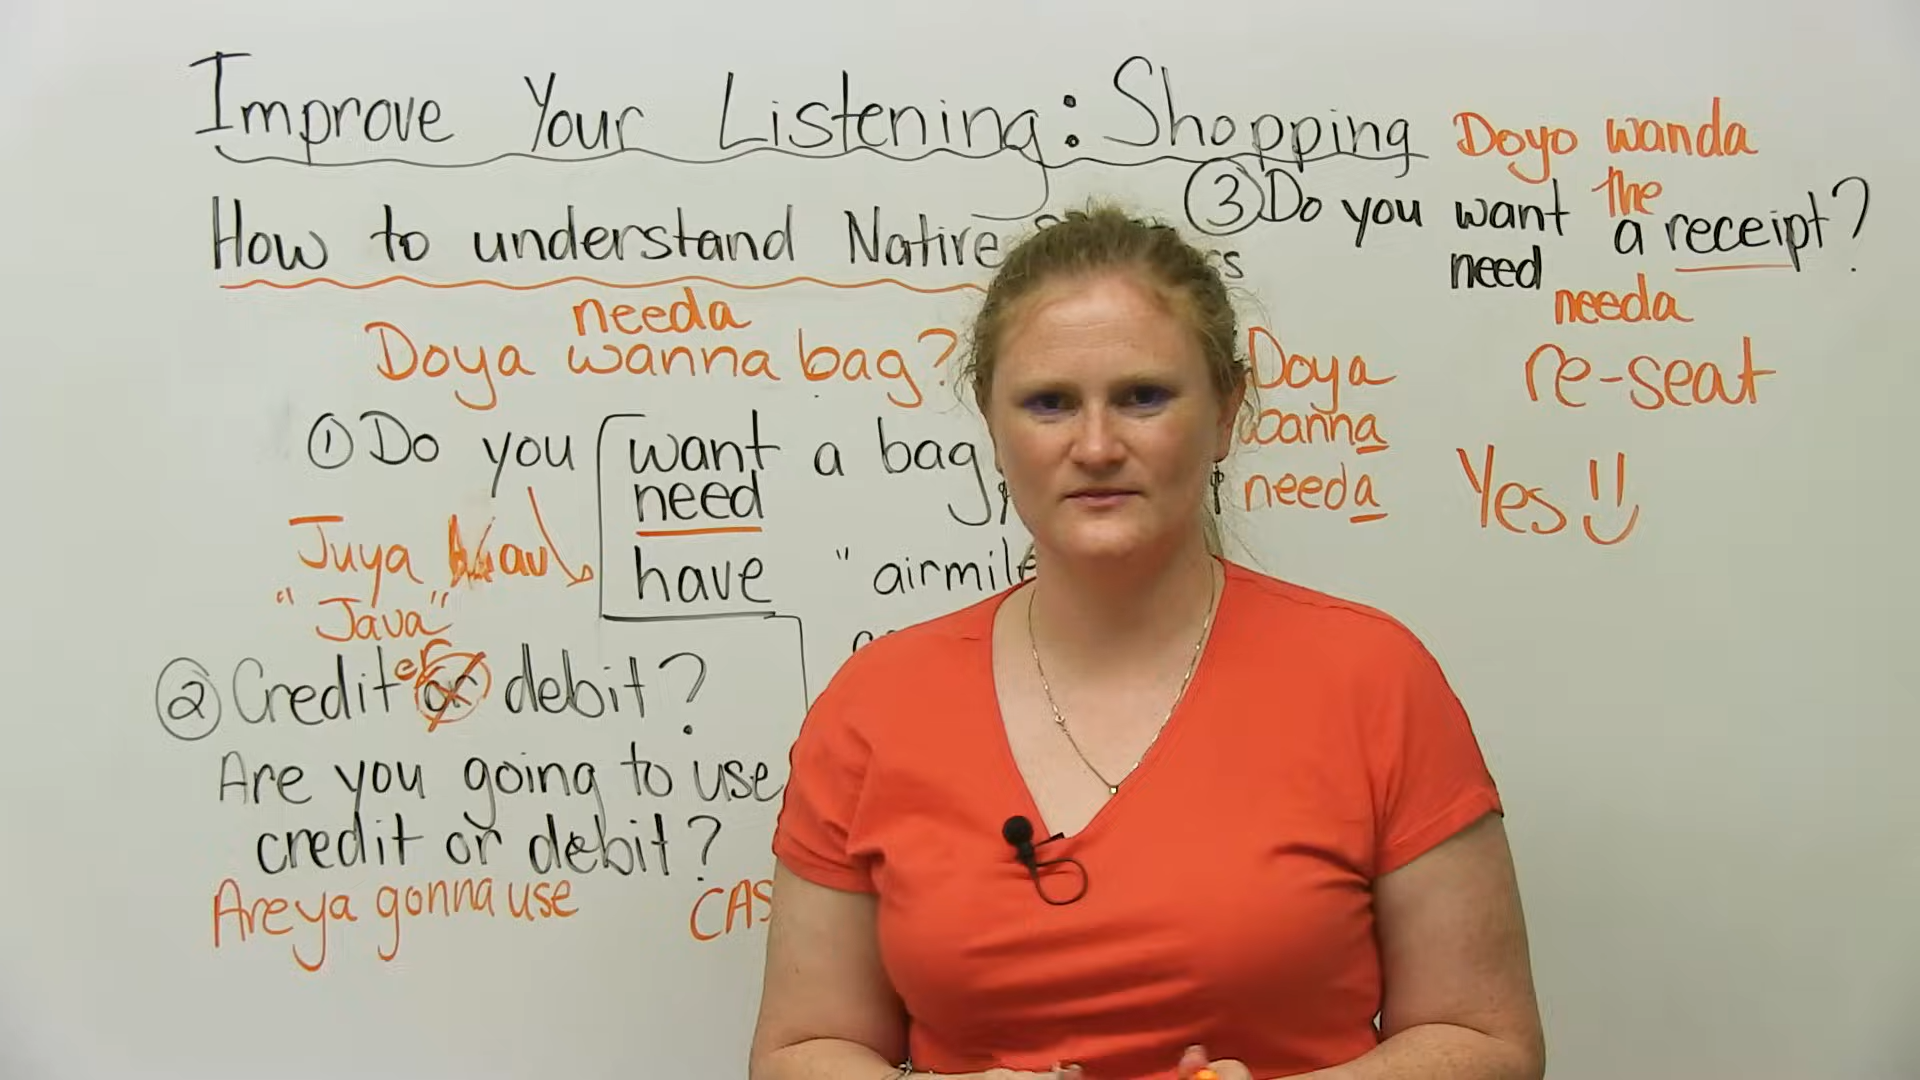 Improve Your Listening: Shopping
How to understand Native
needa
Doya wanna bag?
① Do you want a bag
need
have
"airmile
Juya
"Java"
② Credit or debit?
er
Are you going to use
credit or debit?
Areya gonna use
CAS
Doyo wanda
the
③ Do you want a receipt?
need
needa
re-seat
Doya
wanna
needa
Yes